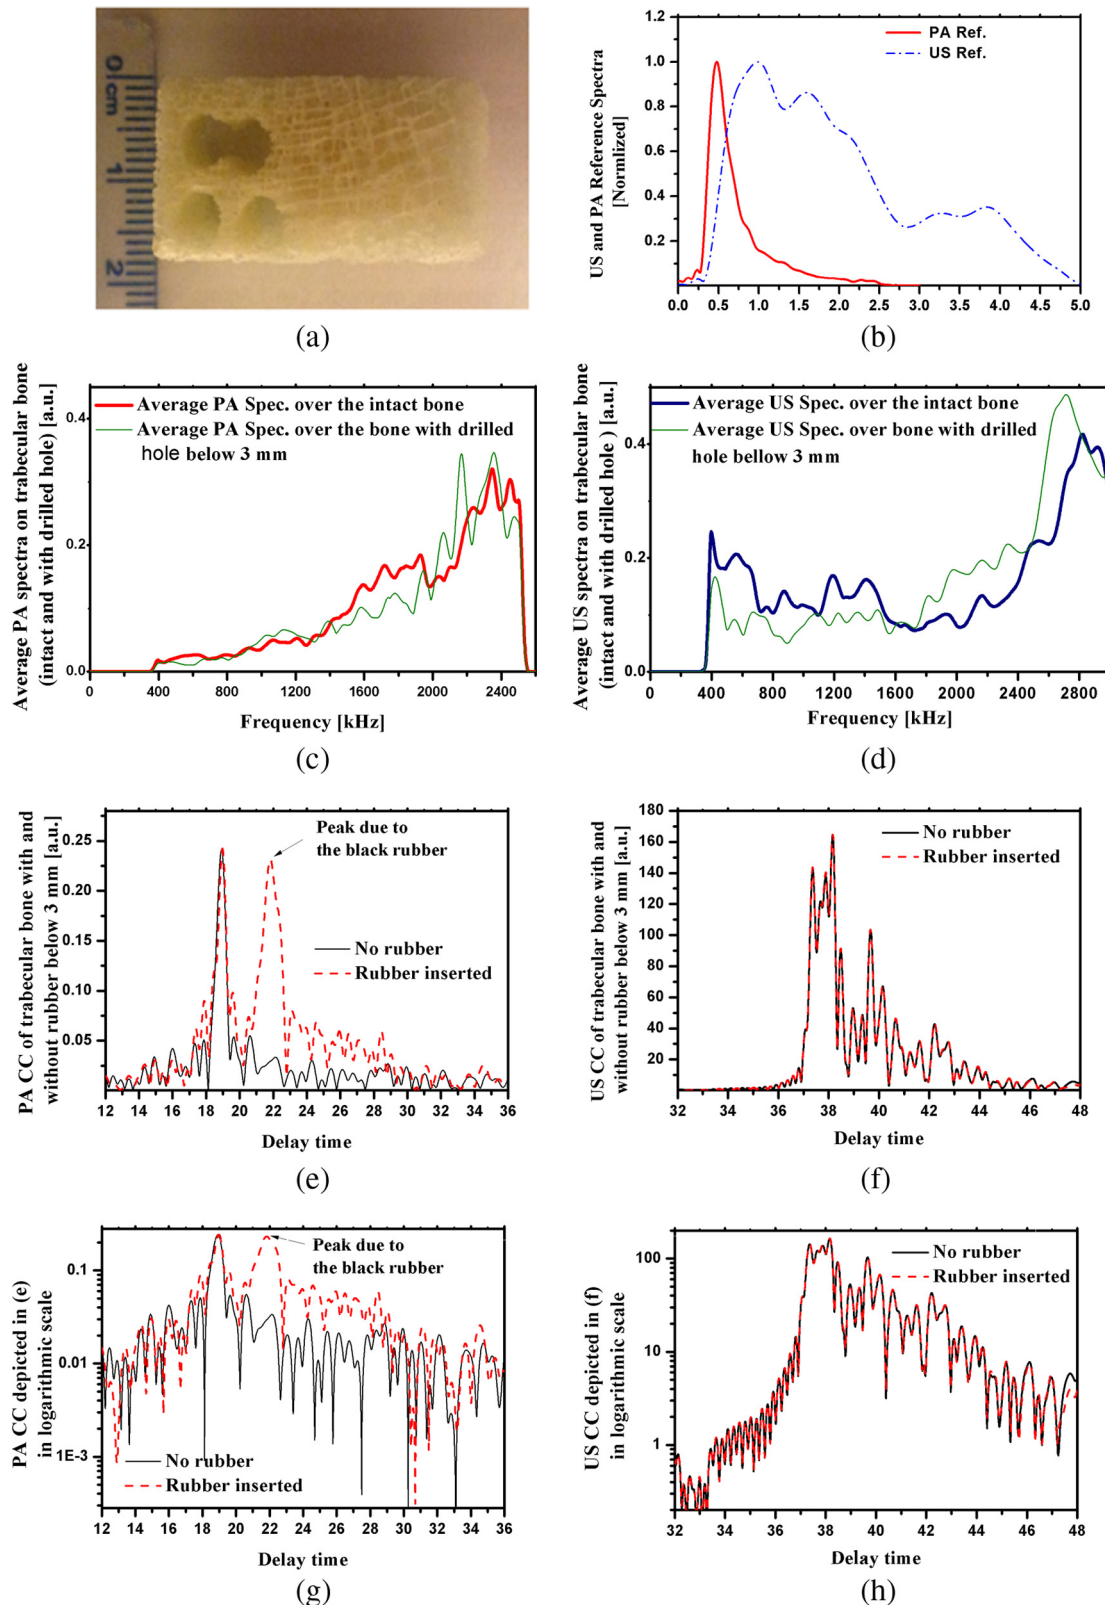 0 cm 1 2
(a)
US and PA Reference Spectra
[Normlized]
1.2
1.0
0.8
0.6
0.4
0.2
PA Ref.
US Ref.
0.0 0.5 1.0 1.5 2.0 2.5 3.0 3.5 4.0 4.5 5.0
(b)
Average PA spectra on trabecular bone
(intact and with drilled hole) [a.u.]
0.4
0.2
0.0
Average PA Spec. over the intact bone
Average PA Spec. over the bone with drilled
hole below 3 mm
0 400 800 1200 1600 2000 2400
Frequency [kHz]
(c)
Average US spectra on trabecular bone
(intact and with drilled hole ) [a.u.]
0.4
0.2
0.0
Average US Spec. over the intact bone
Average US Spec. over bone with drilled
hole bellow 3 mm
0 400 800 1200 1600 2000 2400 2800
Frequency [kHz]
(d)
PA CC of trabecular bone with and
without rubber below 3 mm [a.u.]
0.25
0.20
0.15
0.10
0.05
Peak due to
the black rubber
No rubber
Rubber inserted
12 14 16 18 20 22 24 26 28 30 32 34 36
Delay time
(e)
US CC of trabecular bone with and
without rubber below 3 mm [a.u.]
180
160
140
120
100
80
60
40
20
No rubber
Rubber inserted
32 34 36 38 40 42 44 46 48
Delay time
(f)
PA CC depicted in (e)
in logarithmic scale
0.1
0.01
1E-3
Peak due to
the black rubber
No rubber
Rubber inserted
12 14 16 18 20 22 24 26 28 30 32 34 36
Delay time
(g)
US CC depicted in (f)
in logarithmic scale
100
10
1
No rubber
Rubber inserted
32 34 36 38 40 42 44 46 48
Delay time
(h)